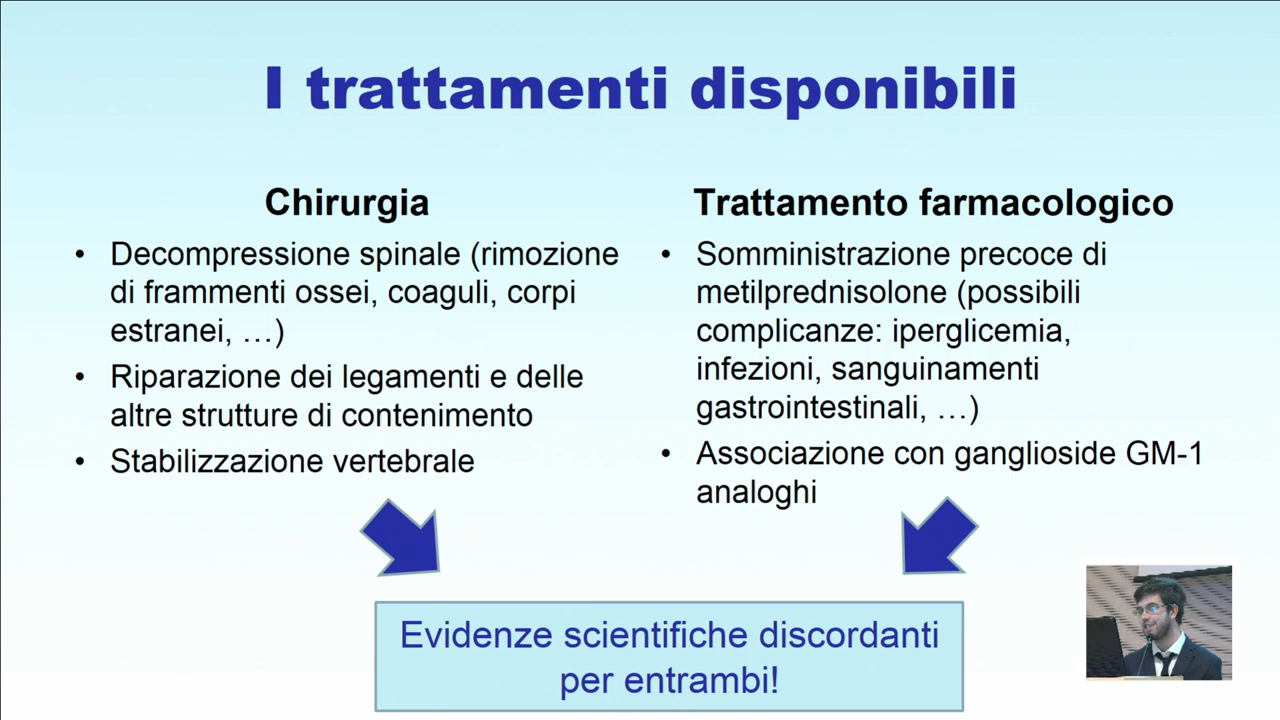 I trattamenti disponibili
Chirurgia
• Decompressione spinale (rimozione
di frammenti ossei, coaguli, corpi
estranei, …)
• Riparazione dei legamenti e delle
altre strutture di contenimento
• Stabilizzazione vertebrale
Trattamento farmacologico
• Somministrazione precoce di
metilprednisolone (possibili
complicanze: iperglicemia,
infezioni, sanguinamenti
gastrointestinali, …)
• Associazione con ganglioside GM-1
analoghi
Evidenze scientifiche discordanti
per entrambi!